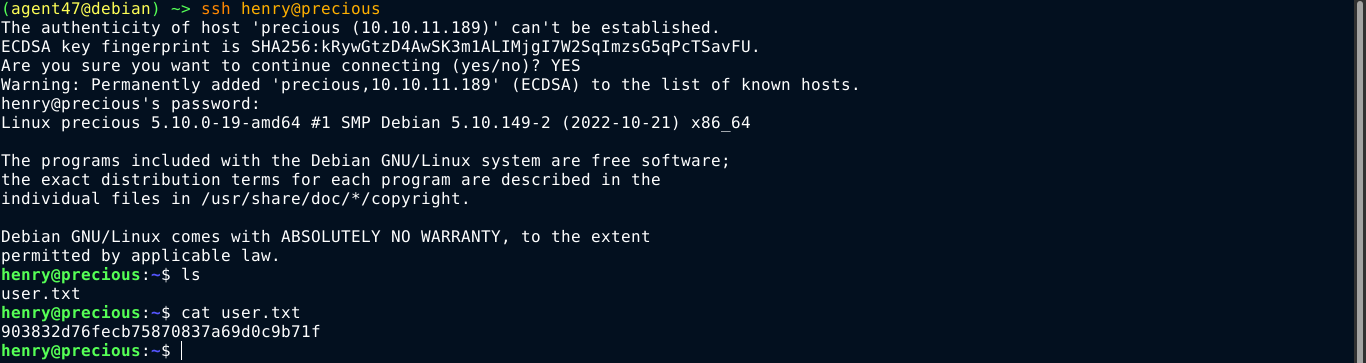 (agent47@debian) ~> ssh henry@precious
The authenticity of host 'precious (10.10.11.189)' can't be established.
ECDSA key fingerprint is SHA256:kRywGtzD4AwSK3m1ALIMjgI7W2SqImzsG5qPcTSavFU.
Are you sure you want to continue connecting (yes/no)? YES
Warning: Permanently added 'precious,10.10.11.189' (ECDSA) to the list of known hosts.
henry@precious's password:
Linux precious 5.10.0-19-amd64 #1 SMP Debian 5.10.149-2 (2022-10-21) x86_64
The programs included with the Debian GNU/Linux system are free software;
the exact distribution terms for each program are described in the
individual files in /usr/share/doc/*/copyright.
Debian GNU/Linux comes with ABSOLUTELY NO WARRANTY, to the extent
permitted by applicable law.
henry@precious:~$ ls
user.txt
henry@precious:~$ cat user.txt
903832d76fecb75870837a69d0c9b71f
henry@precious:~$